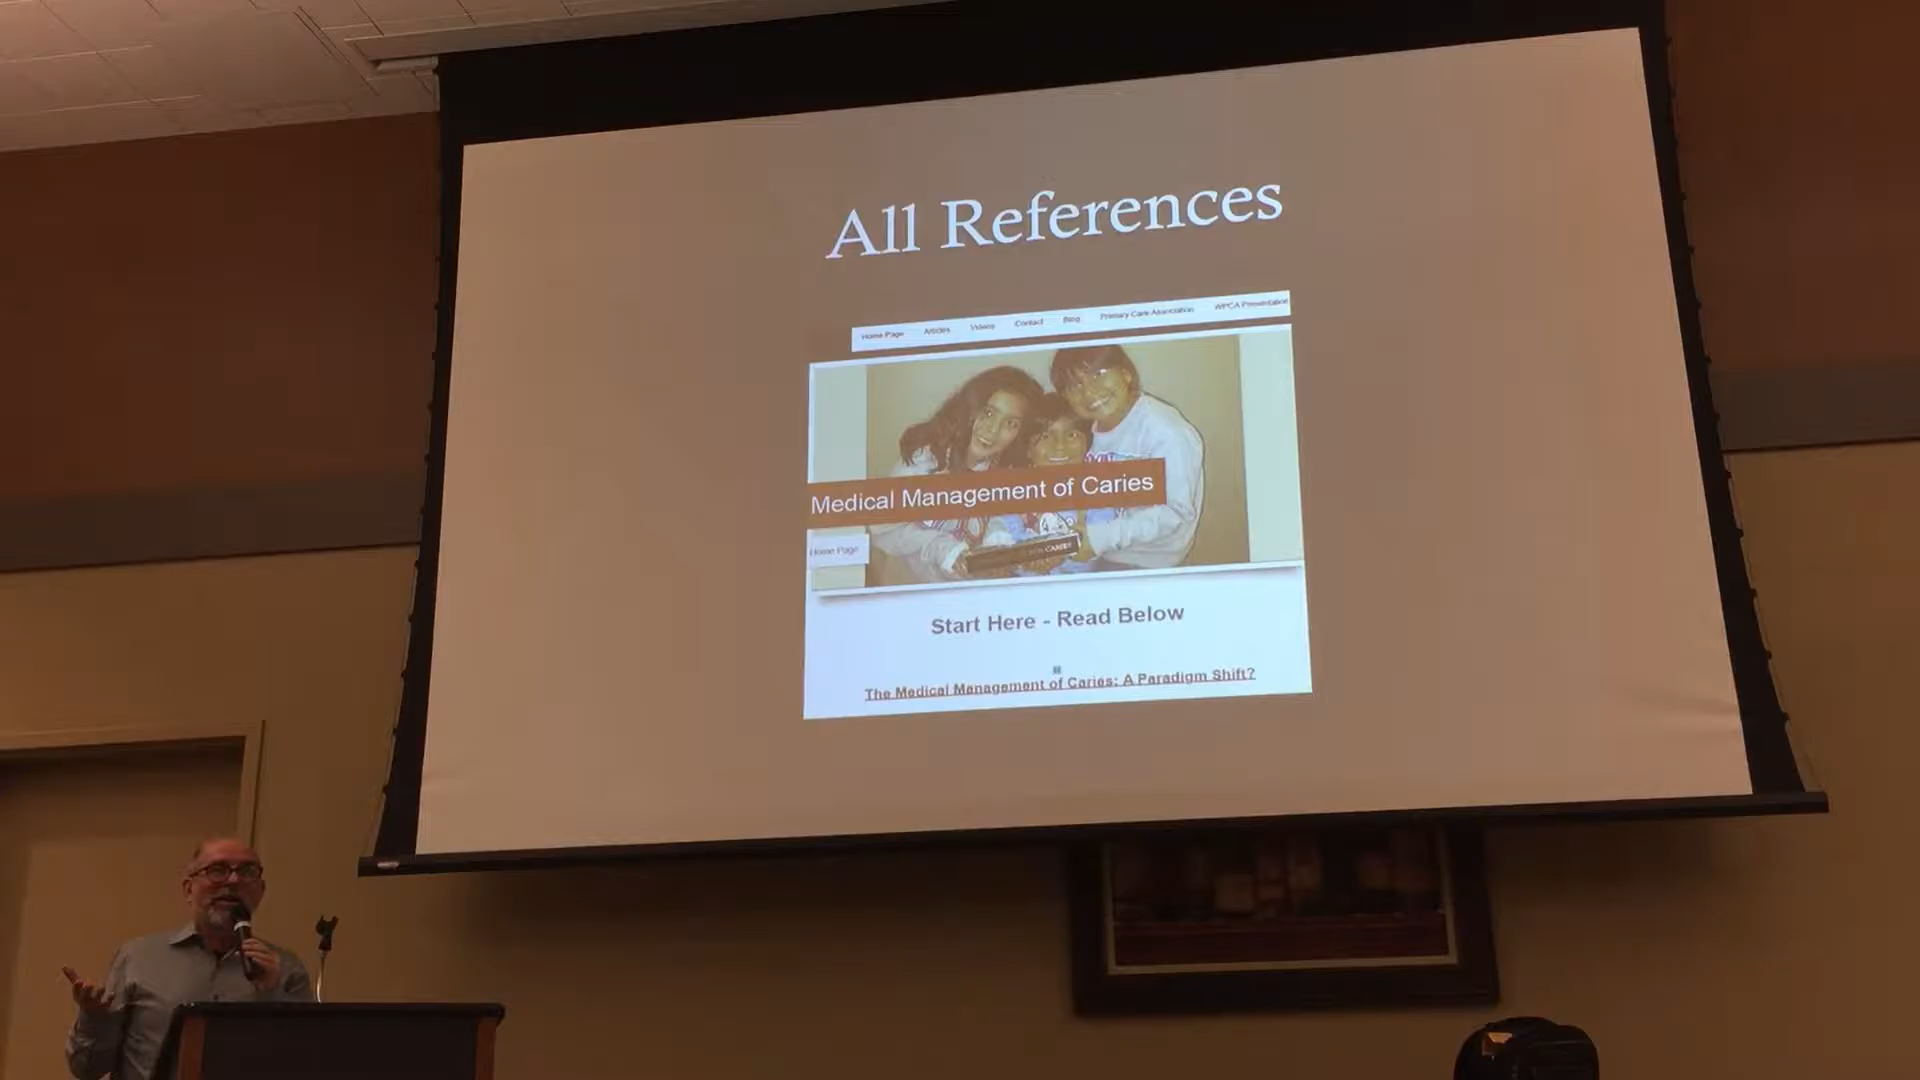 All References
Home Page Articles Videos Contact Blog Primary Care Association WPCA Presentation
Medical Management of Caries
Home Page
CARIES
Start Here - Read Below
The Medical Management of Caries: A Paradigm Shift?